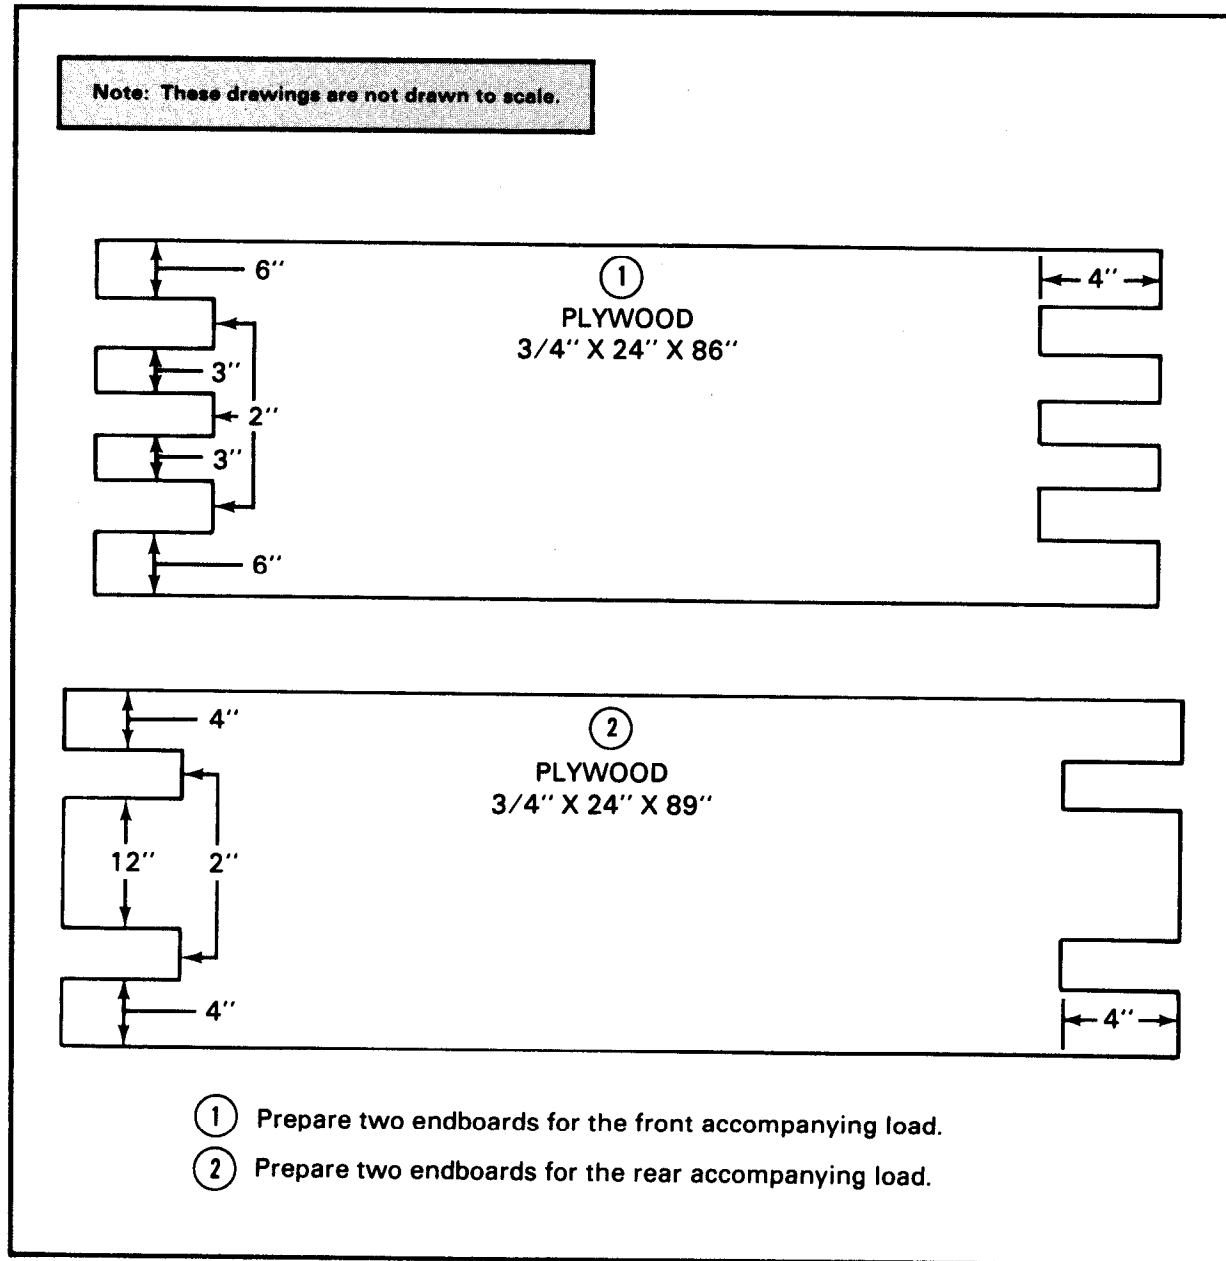 Note: These drawings are not drawn to scale.
6"
1
4"
PLYWOOD
3/4" X 24" X 86"
3"
2"
3"
6"
4"
2
PLYWOOD
3/4" X 24" X 89"
12"
2"
4"
4"
1 Prepare two endboards for the front accompanying load.
2 Prepare two endboards for the rear accompanying load.